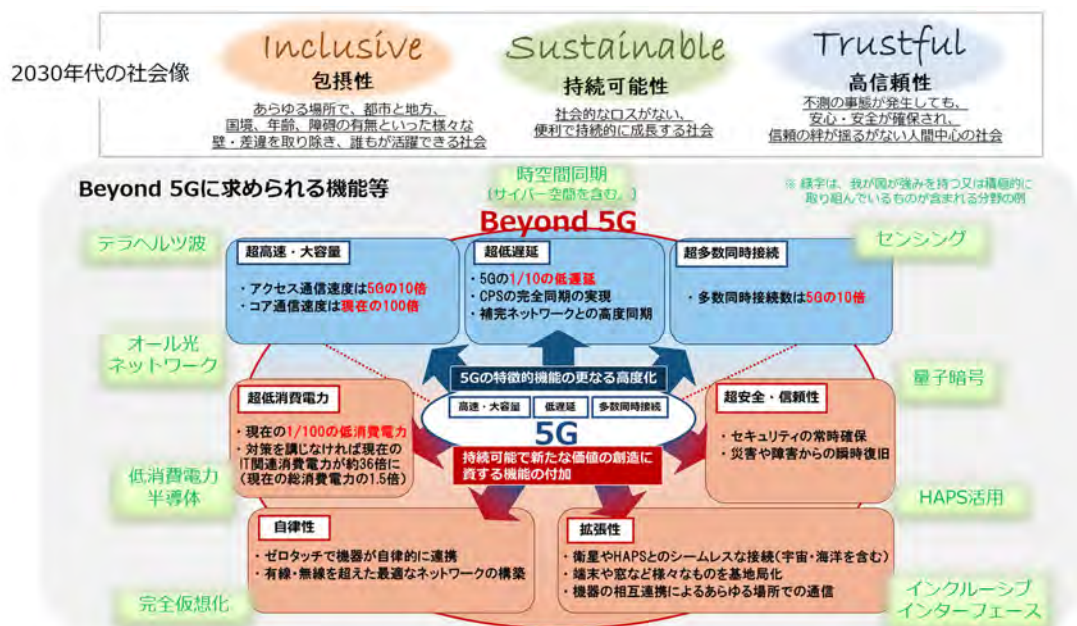 2030年代の社会像
Inclusive
包摂性
あらゆる場所で、都市と地方、
国境、年齢、障碍の有無といった様々な
壁・差違を取り除き、誰もが活躍できる社会
Sustainable
持続可能性
社会的なロスがない、
便利で持続的に成長する社会
Trustful
高信頼性
不測の事態が発生しても、
安心・安全が確保され、
信頼の絆が揺るがない人間中心の社会
Beyond 5Gに求められる機能等
時空間同期
(サイバー空間を含む。)
※ 緑字は、我が国が強みを持つ又は積極的に
取り組んでいるものが含まれる分野の例
Beyond 5G
テラヘルツ波
センシング
超高速・大容量
・アクセス通信速度は5Gの10倍
・コア通信速度は現在の100倍
超低遅延
・5Gの1/10の低遅延
・CPSの完全同期の実現
・補完ネットワークとの高度同期
超多数同時接続
・多数同時接続数は5Gの10倍
オール光
ネットワーク
量子暗号
5Gの特徴的機能の更なる高度化
高速・大容量
低遅延
多数同時接続
5G
持続可能で新たな価値の創造に
資する機能の付加
超低消費電力
・現在の1/100の低消費電力
・対策を講じなければ現在の
IT関連消費電力が約36倍に
(現在の総消費電力の1.5倍)
超安全・信頼性
・セキュリティの常時確保
・災害や障害からの瞬時復旧
低消費電力
半導体
HAPS活用
自律性
・ゼロタッチで機器が自律的に連携
・有線・無線を超えた最適なネットワークの構築
拡張性
・衛星やHAPSとのシームレスな接続(宇宙・海洋を含む)
・端末や窓など様々なものを基地局化
・機器の相互連携によるあらゆる場所での通信
完全仮想化
インクルーシブ
インターフェース